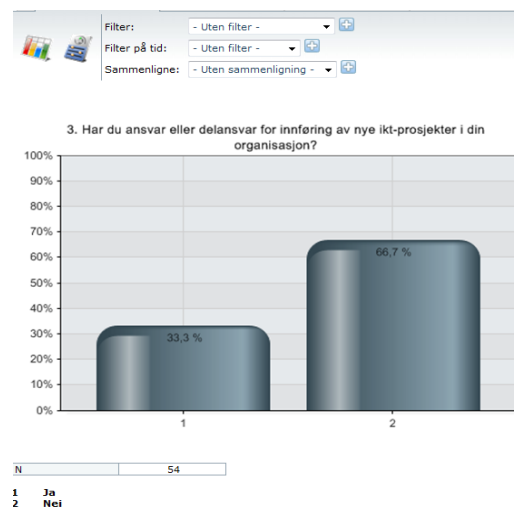 Filter: - Uten filter -
Filter på tid: - Uten filter -
Sammenligne: - Uten sammenligning -
3. Har du ansvar eller delansvar for innføring av nye ikt-prosjekter i din
organisasjon?
100%
90%
80%
70%
60%
50%
40%
30%
20%
10%
0%
33,3 %
66,7 %
1 2
N 54
1 Ja
2 Nei